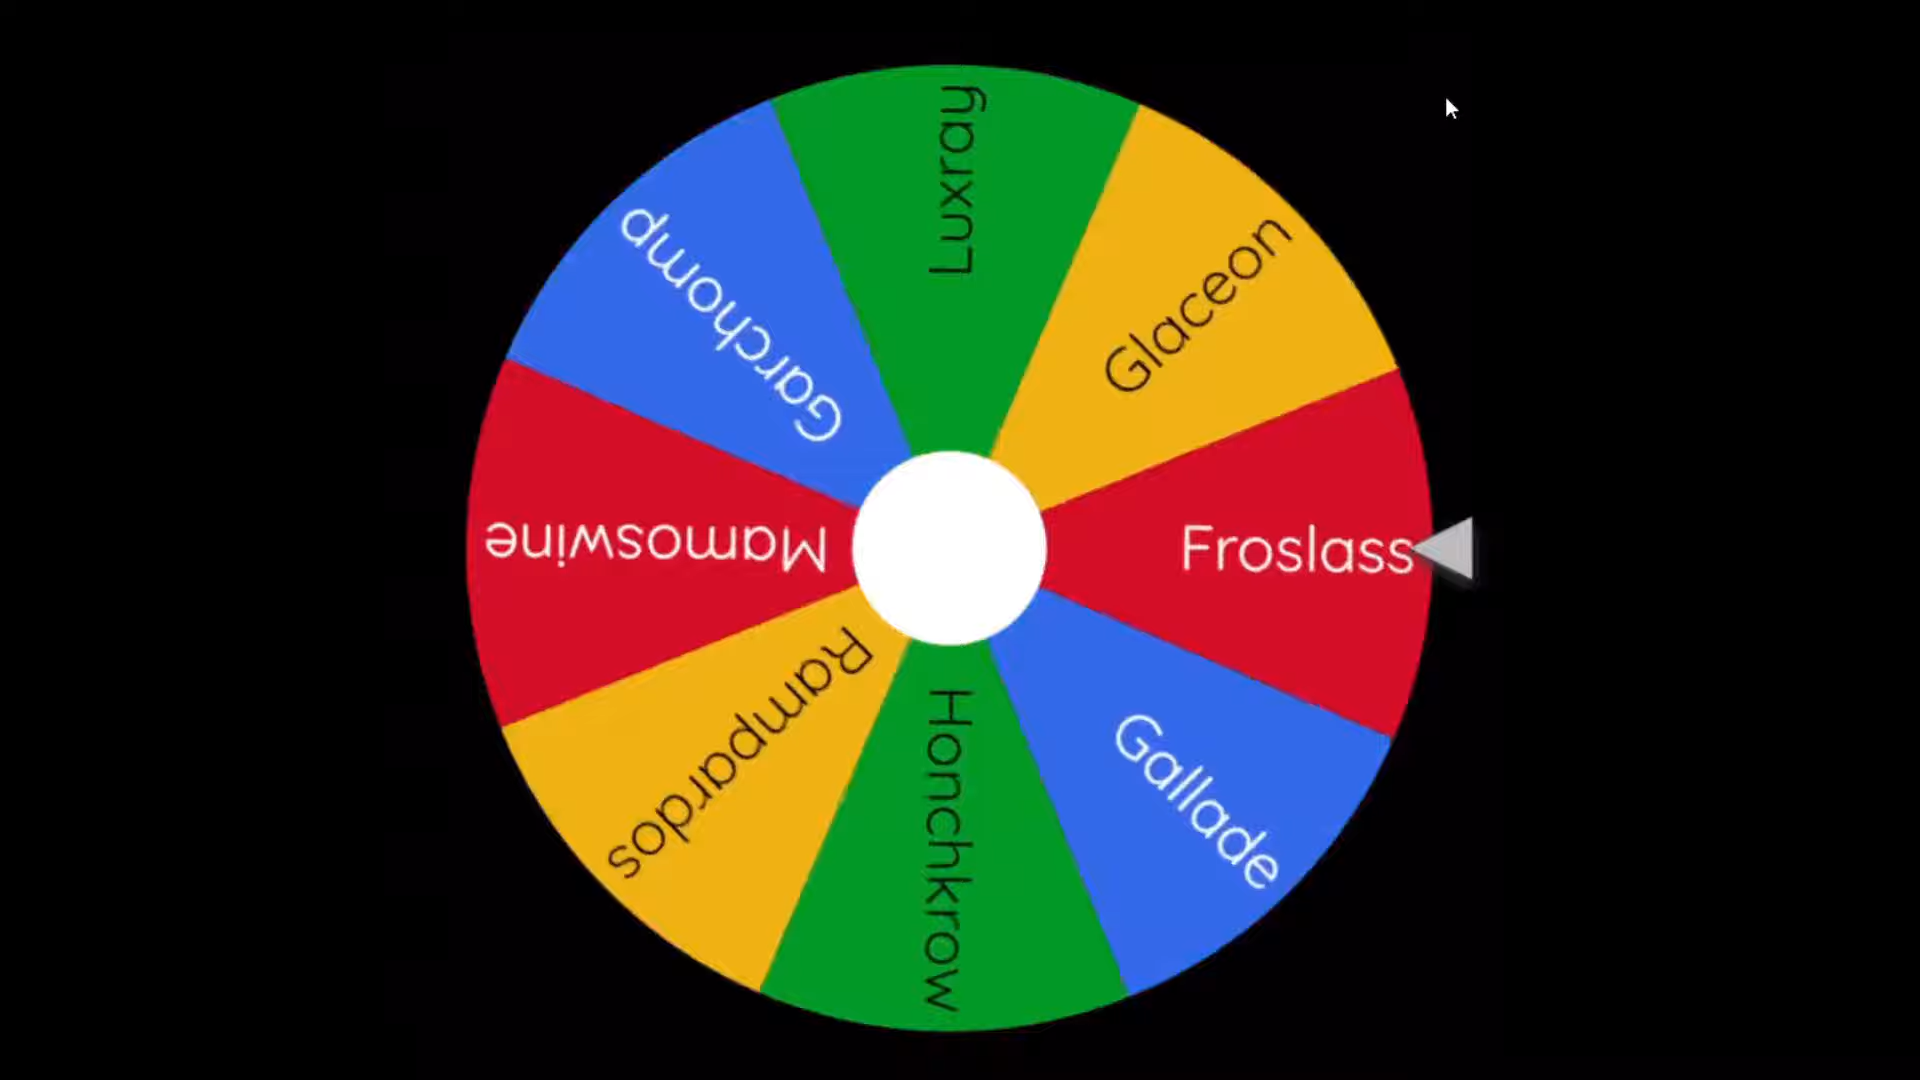 Luxray
Glaceon
Froslass
Gallade
Honchkrow
Rampardos
Mamoswine
Garchomp